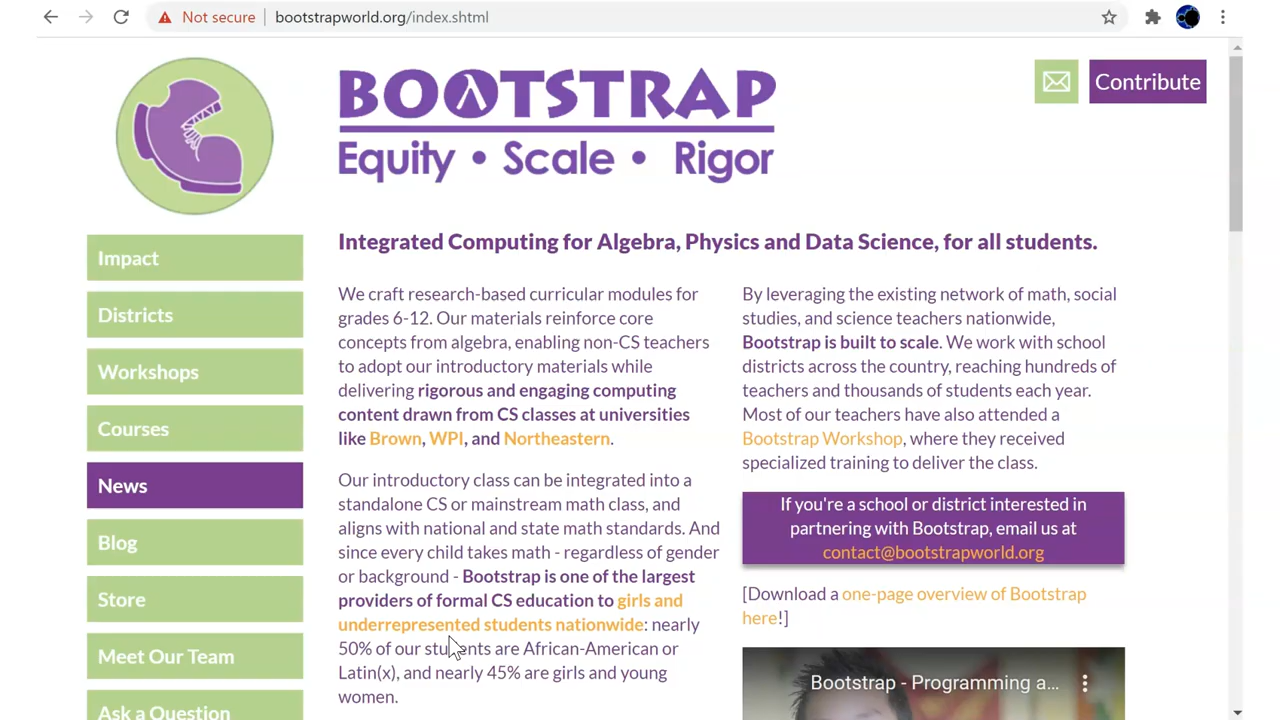 Not secure
bootstrapworld.org/index.shtml
BOOTSTRAP
Equity • Scale • Rigor
Contribute
Impact
Districts
Workshops
Courses
News
Blog
Store
Meet Our Team
Ask a Question
Integrated Computing for Algebra, Physics and Data Science, for all students.
We craft research-based curricular modules for
grades 6-12. Our materials reinforce core
concepts from algebra, enabling non-CS teachers
to adopt our introductory materials while
delivering rigorous and engaging computing
content drawn from CS classes at universities
like Brown, WPI, and Northeastern.
Our introductory class can be integrated into a
standalone CS or mainstream math class, and
aligns with national and state math standards. And
since every child takes math - regardless of gender
or background - Bootstrap is one of the largest
providers of formal CS education to girls and
underrepresented students nationwide: nearly
50% of our students are African-American or
Latin(x), and nearly 45% are girls and young
women.
By leveraging the existing network of math, social
studies, and science teachers nationwide,
Bootstrap is built to scale. We work with school
districts across the country, reaching hundreds of
teachers and thousands of students each year.
Most of our teachers have also attended a
Bootstrap Workshop, where they received
specialized training to deliver the class.
If you're a school or district interested in
partnering with Bootstrap, email us at
contact@bootstrapworld.org
[Download a one-page overview of Bootstrap
here!]
Bootstrap - Programming a...